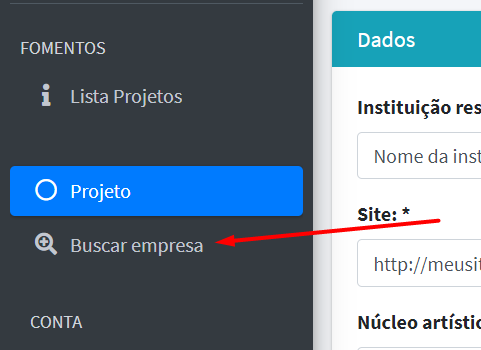 FOMENTOS
Lista Projetos
Projeto
Buscar empresa
CONTA
Dados
Instituição res
Nome da inst
Site: *
http://meusit
Núcleo artístic